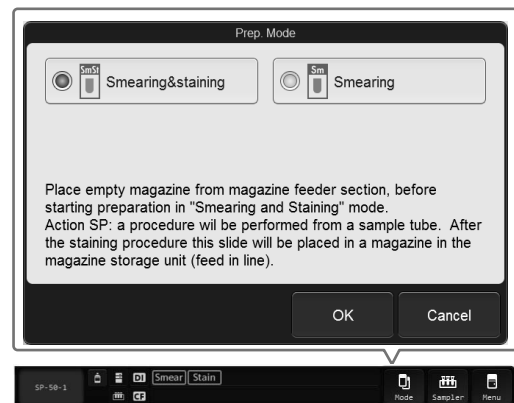 Prep. Mode
SmSt
Smearing&staining
Sm
Smearing
Place empty magazine from magazine feeder section, before
starting preparation in "Smearing and Staining" mode.
Action SP: a procedure wil be performed from a sample tube. After
the staining procedure this slide will be placed in a magazine in the
magazine storage unit (feed in line).
OK
Cancel
SP-50-1
DI
Smear
Stain
CF
Mode
Sampler
Menu